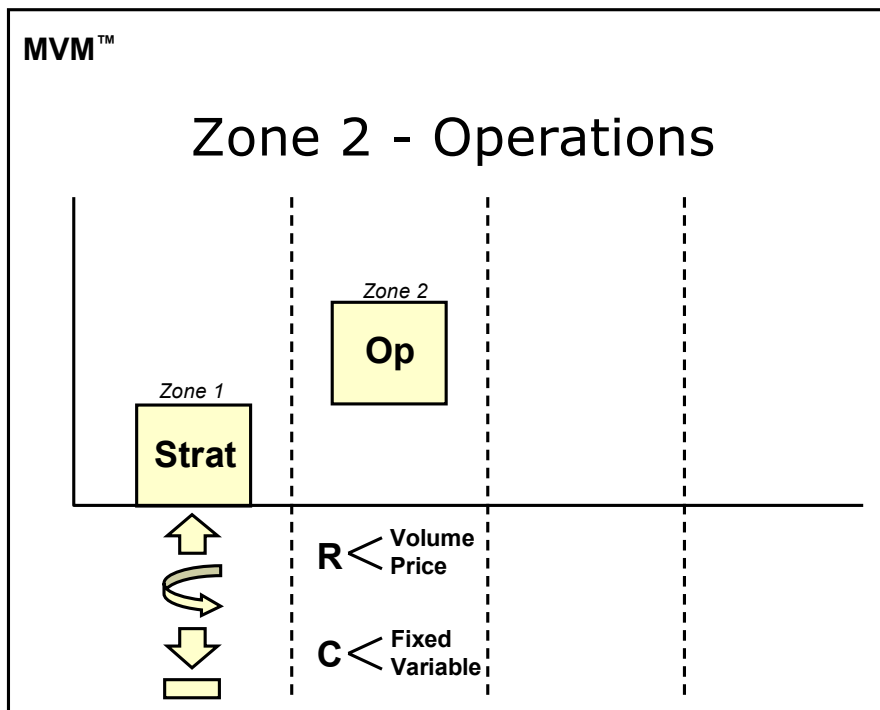 MVM™
Zone 2 - Operations
Zone 2
Op
Zone 1
Strat
R
Volume
Price
C
Fixed
Variable